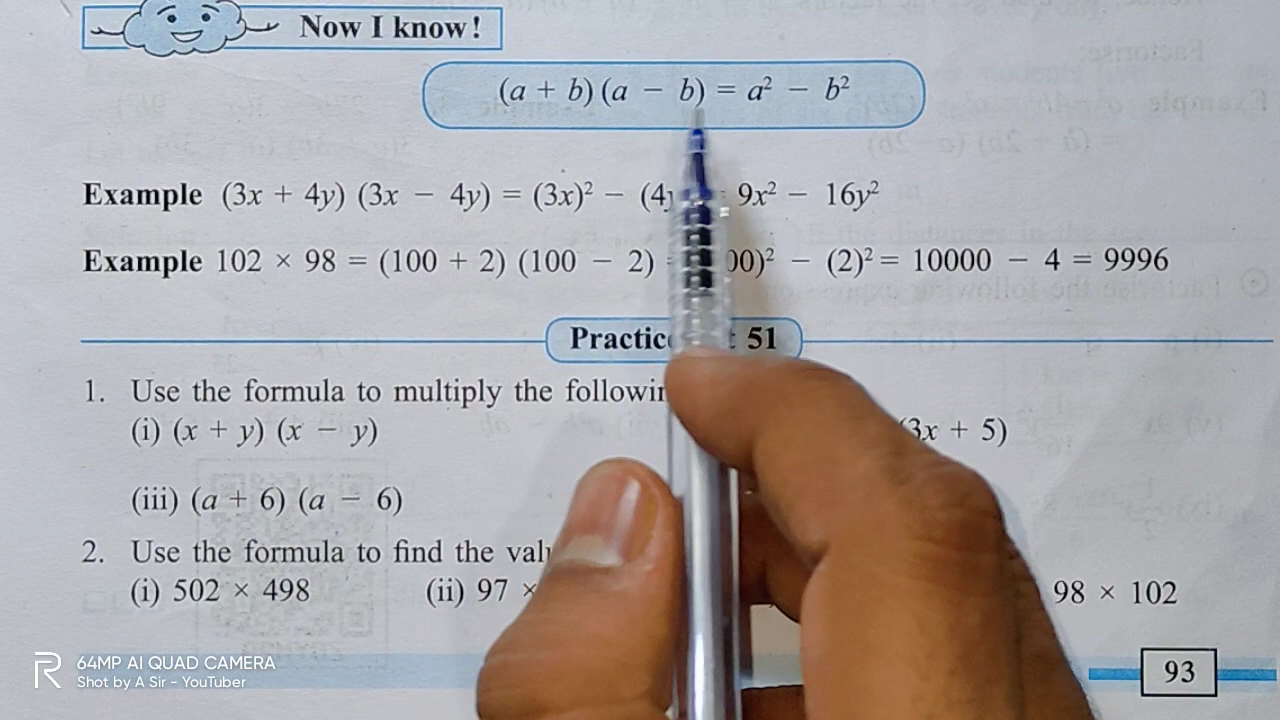 Now I know!
(a + b) (a − b) = a² − b²
Example (3x + 4y) (3x − 4y) = (3x)² − (4y = 9x² − 16y²
Example 102 × 98 = (100 + 2) (100 − 2) = 00)² − (2)² = 10000 − 4 = 9996
51
1. Use the formula to multiply the
(i) (x + y) (x − y)
(3x + 5)
(iii) (a + 6) (a − 6)
2. Use the formula to find the
(i) 502 × 498 (ii) 97 × 98 × 102
93
64MP AI QUAD CAMERA
Shot by A Sir - YouTuber